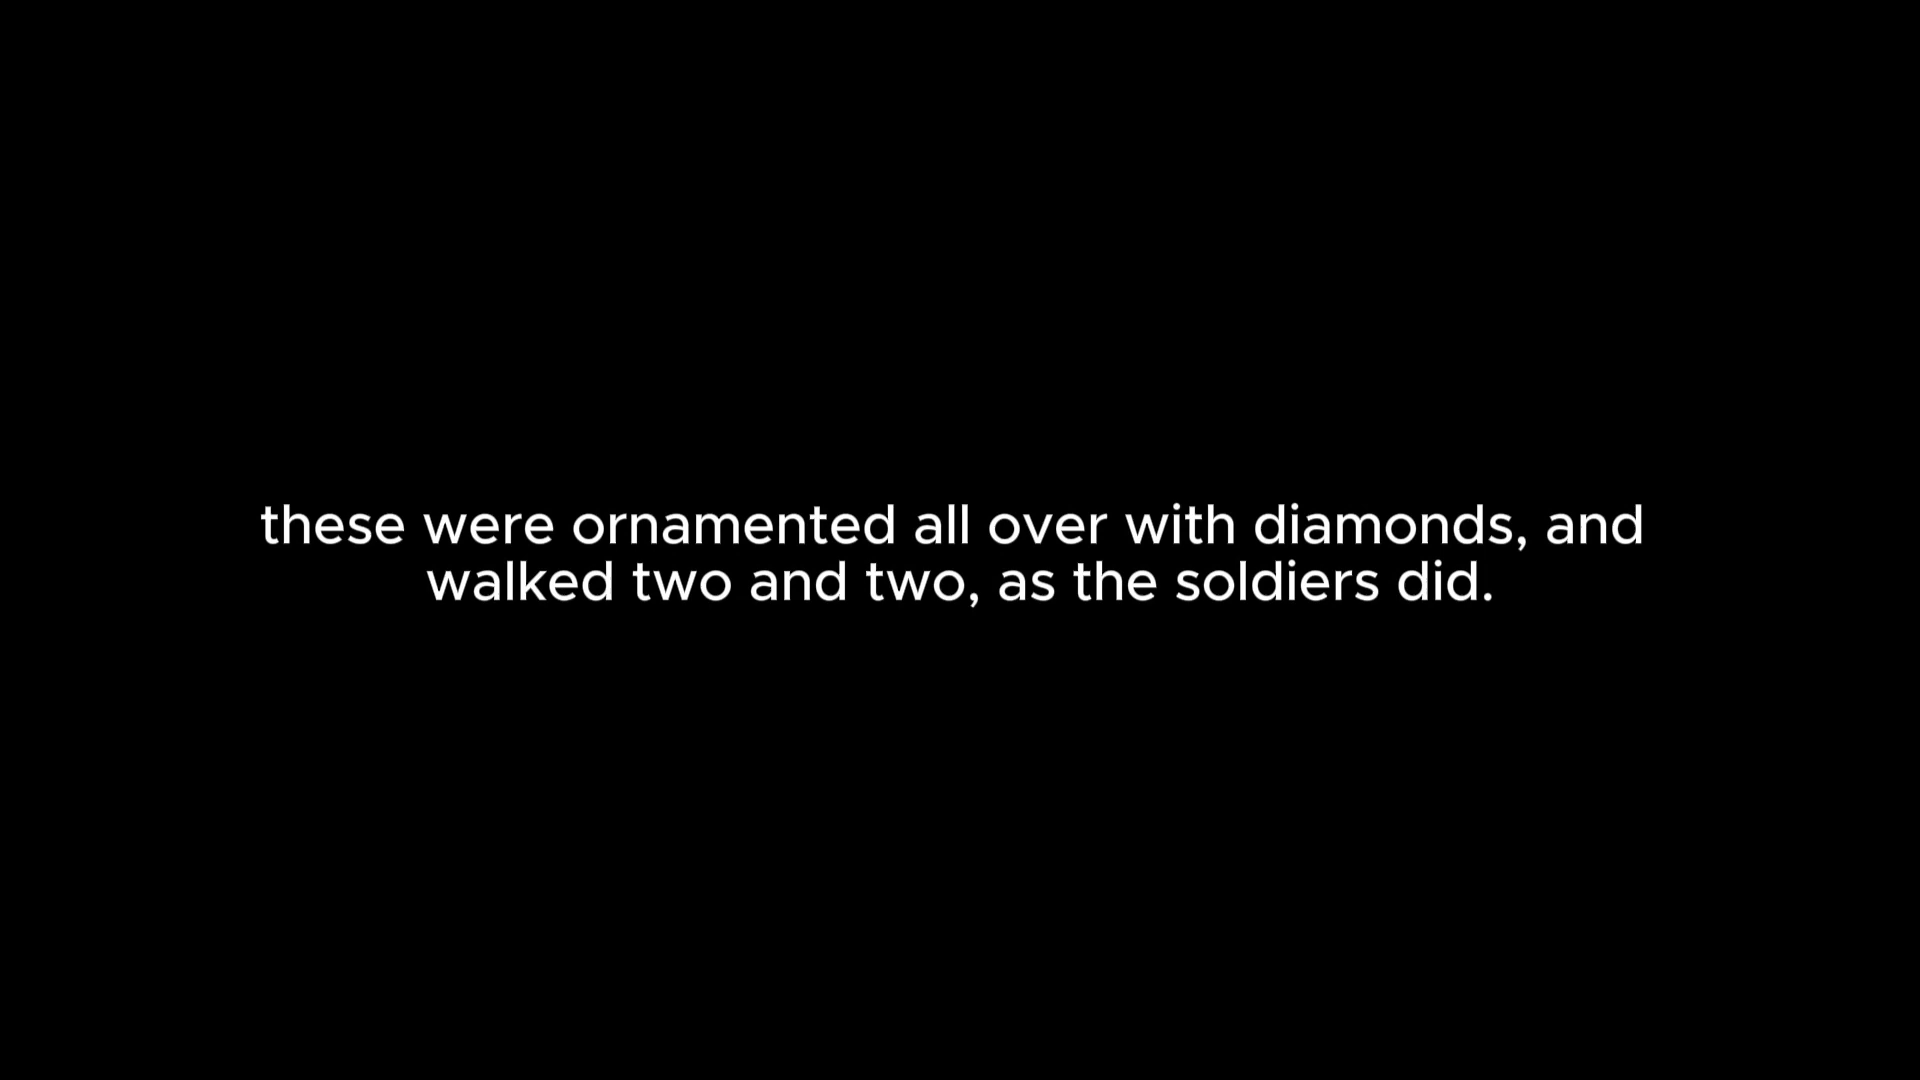 these were ornamented all over with diamonds, and
walked two and two, as the soldiers did.